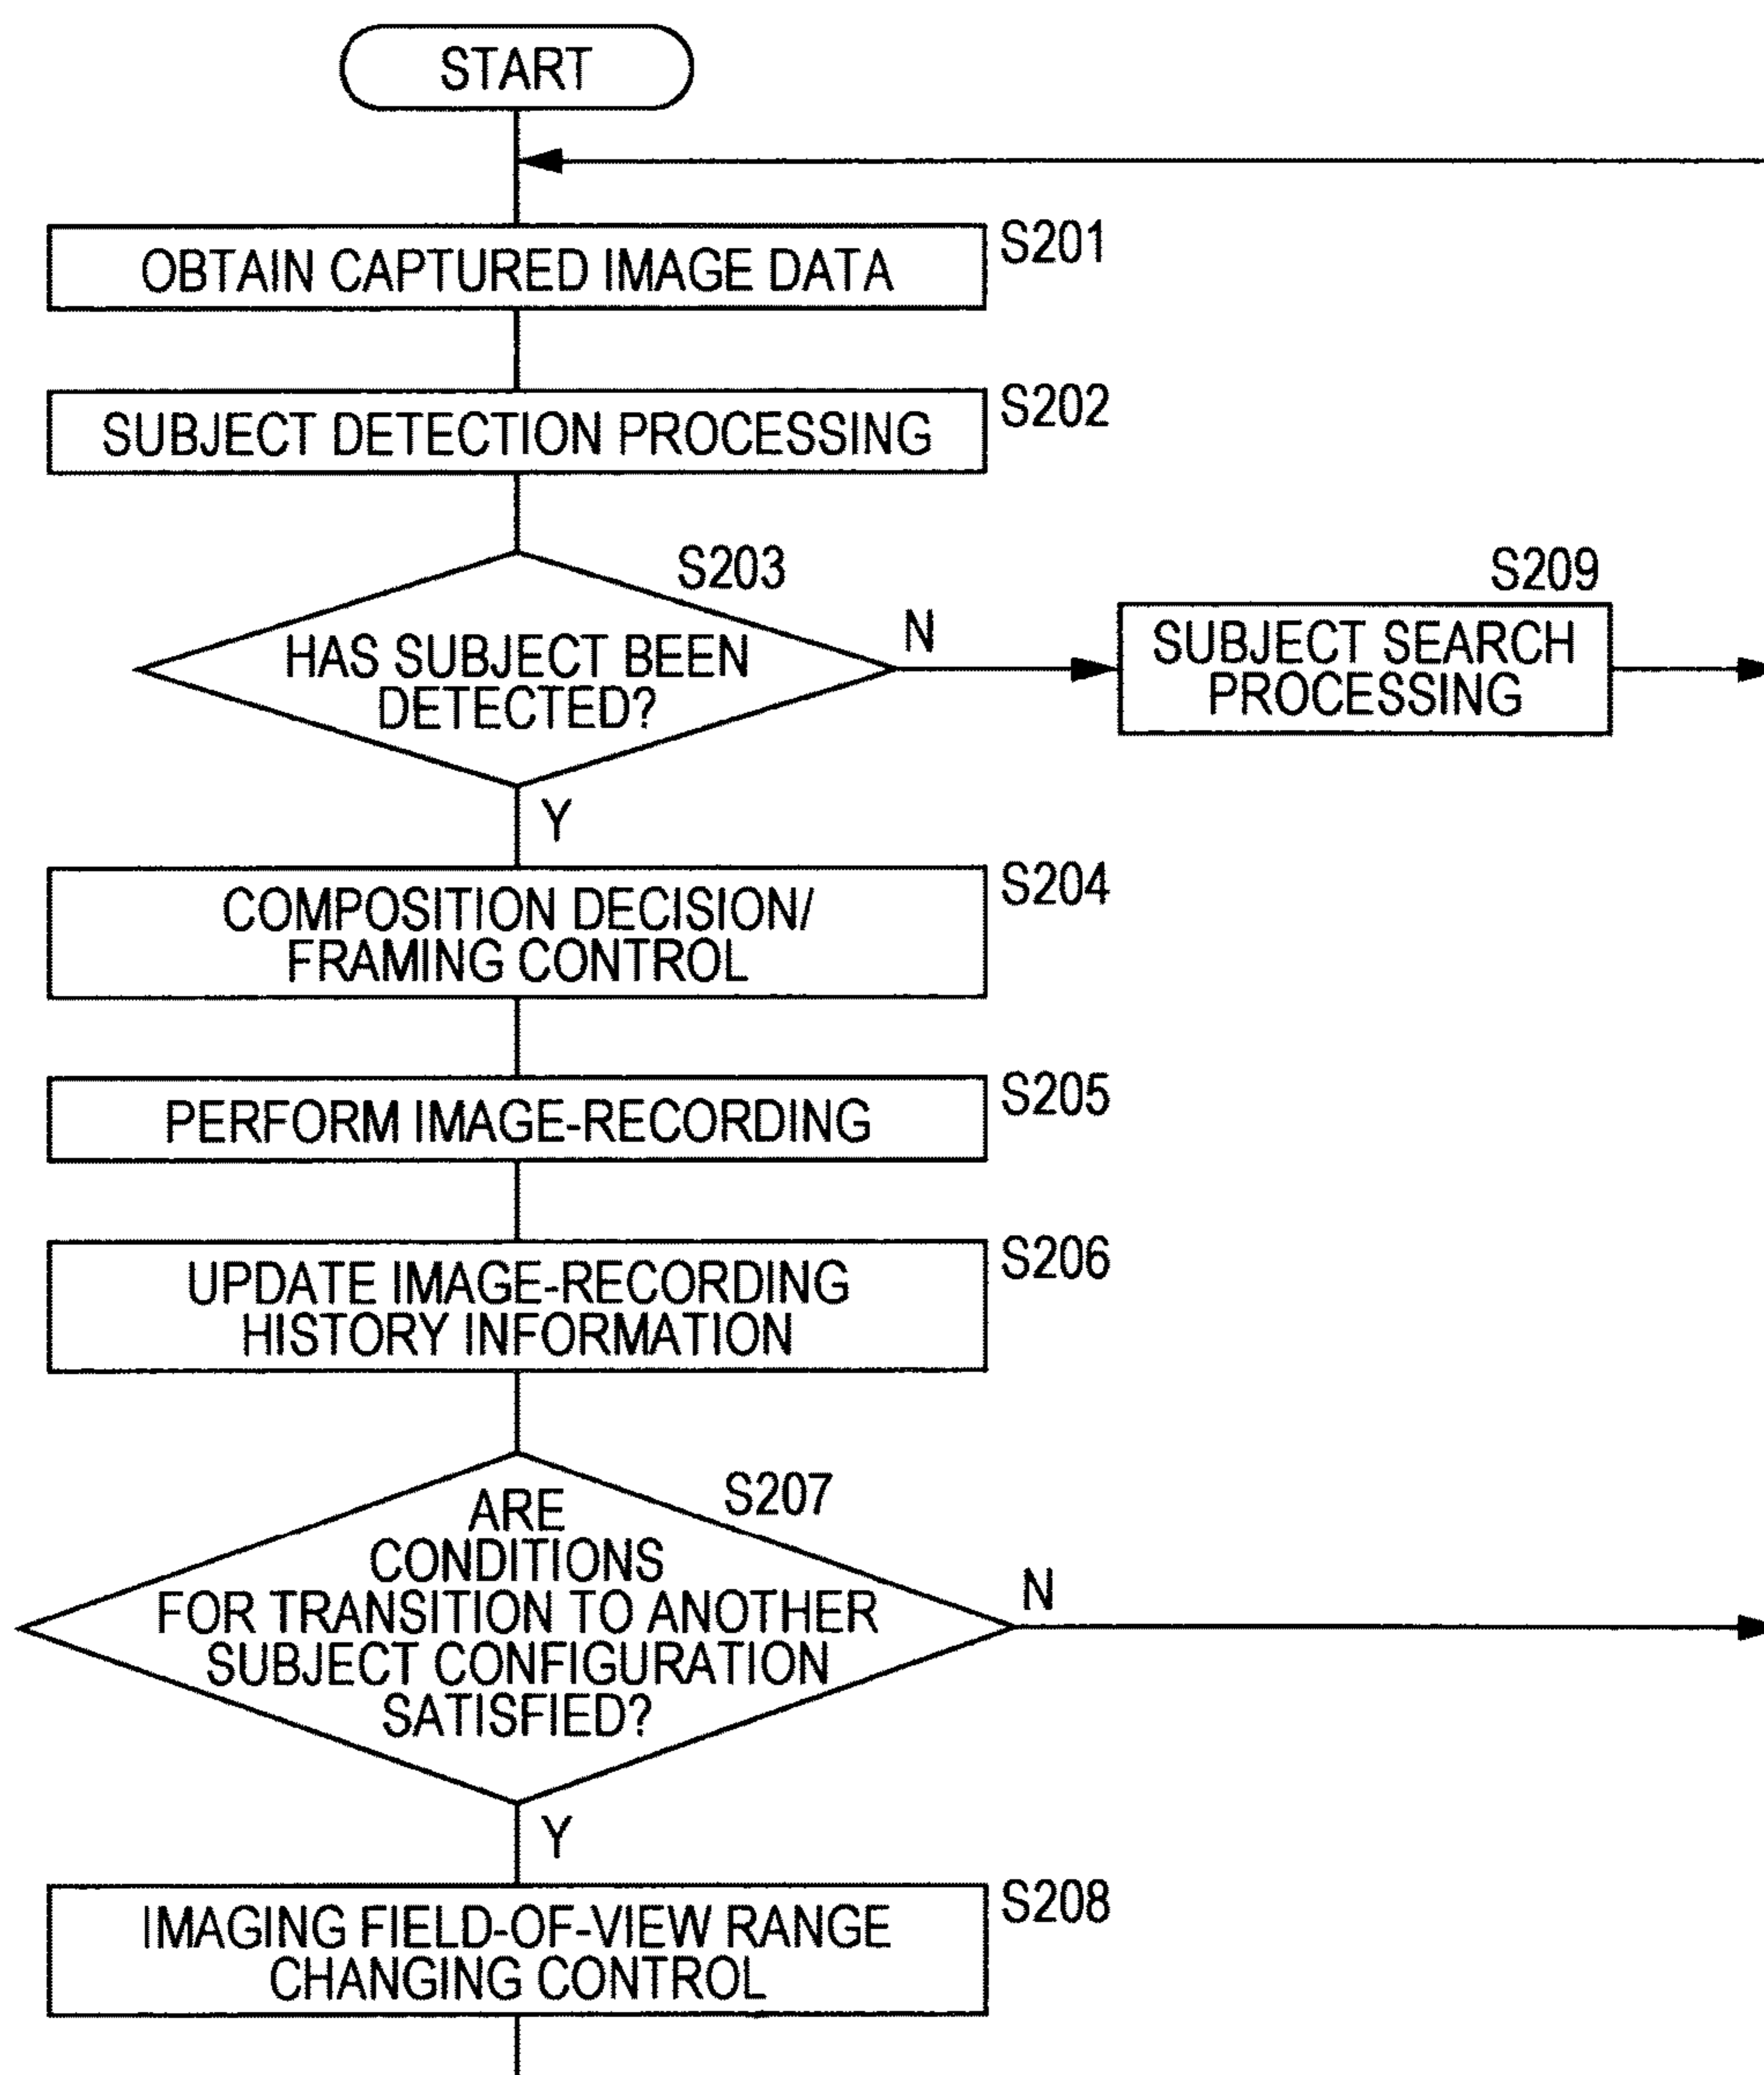 START
S201
OBTAIN CAPTURED IMAGE DATA
S202
SUBJECT DETECTION PROCESSING
S203
HAS SUBJECT BEEN
DETECTED?
N
S209
SUBJECT SEARCH
PROCESSING
Y
S204
COMPOSITION DECISION/
FRAMING CONTROL
S205
PERFORM IMAGE-RECORDING
S206
UPDATE IMAGE-RECORDING
HISTORY INFORMATION
S207
ARE
CONDITIONS
FOR TRANSITION TO ANOTHER
SUBJECT CONFIGURATION
SATISFIED?
N
Y
S208
IMAGING FIELD-OF-VIEW RANGE
CHANGING CONTROL